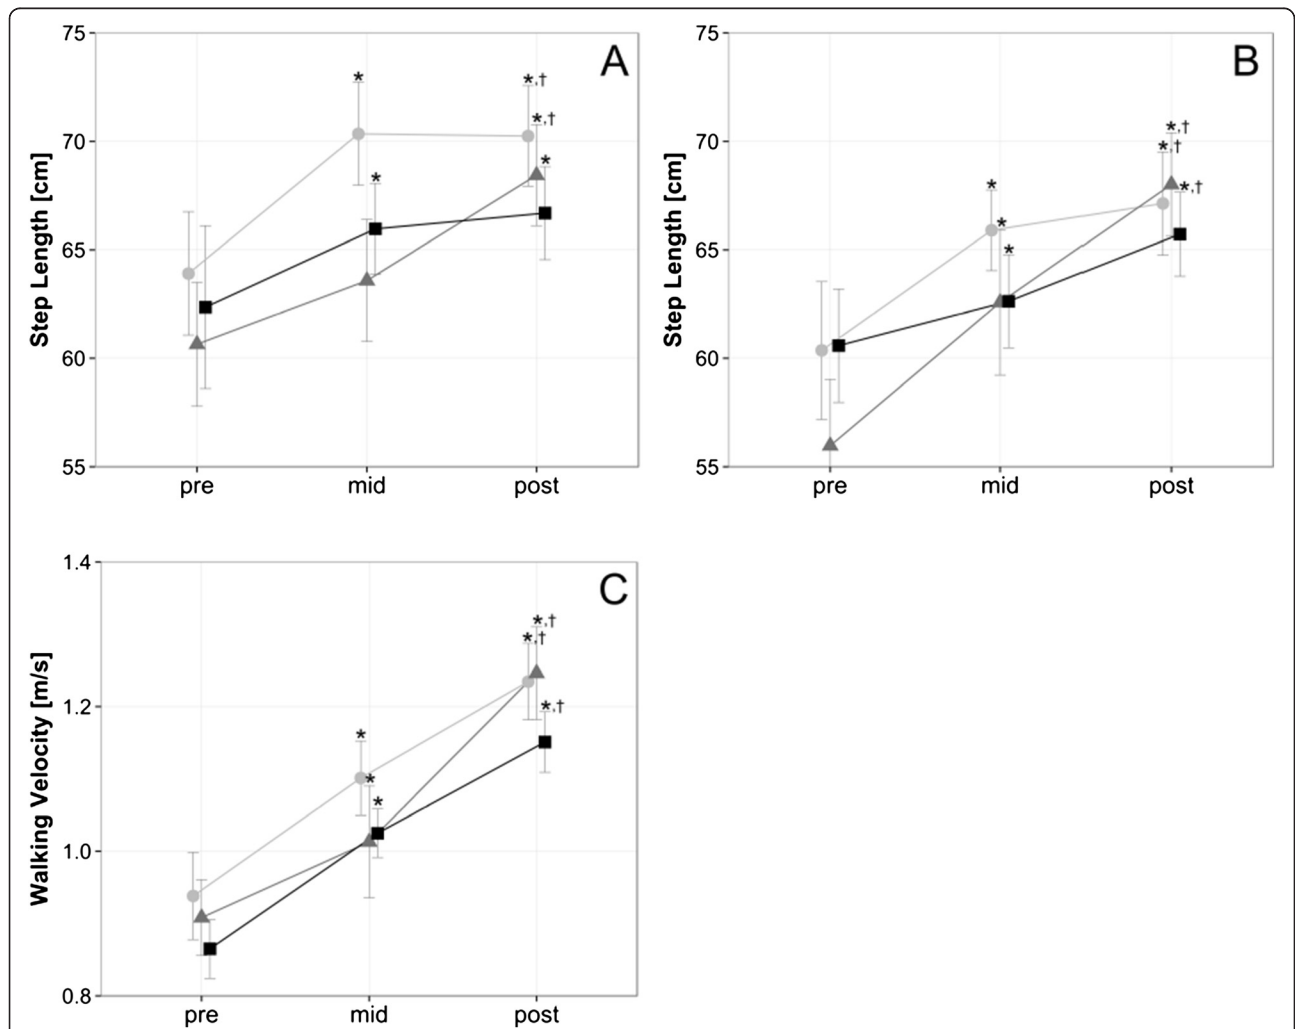 A
75
70
65
60
55
Step Length [cm]
*
*
*,†
*,†
*
pre
mid
post
B
75
70
65
60
55
Step Length [cm]
*
*
*
*,†
*,†
*,†
pre
mid
post
C
1.4
1.2
1.0
0.8
Walking Velocity [m/s]
*
*
*
*,†
*,†
*,†
pre
mid
post